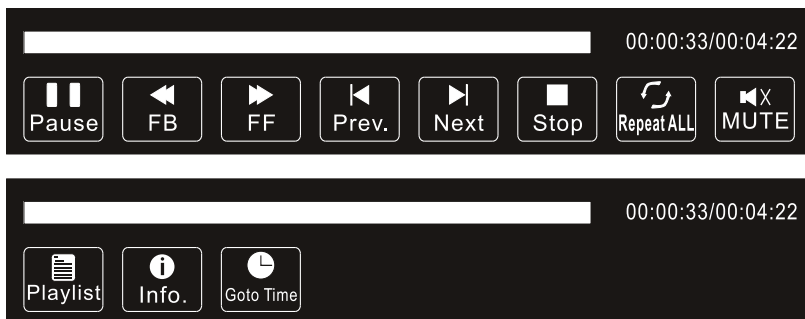 00:00:33/00:04:22
Pause FB FF Prev. Next Stop Repeat ALL MUTE
00:00:33/00:04:22
Playlist Info. Goto Time